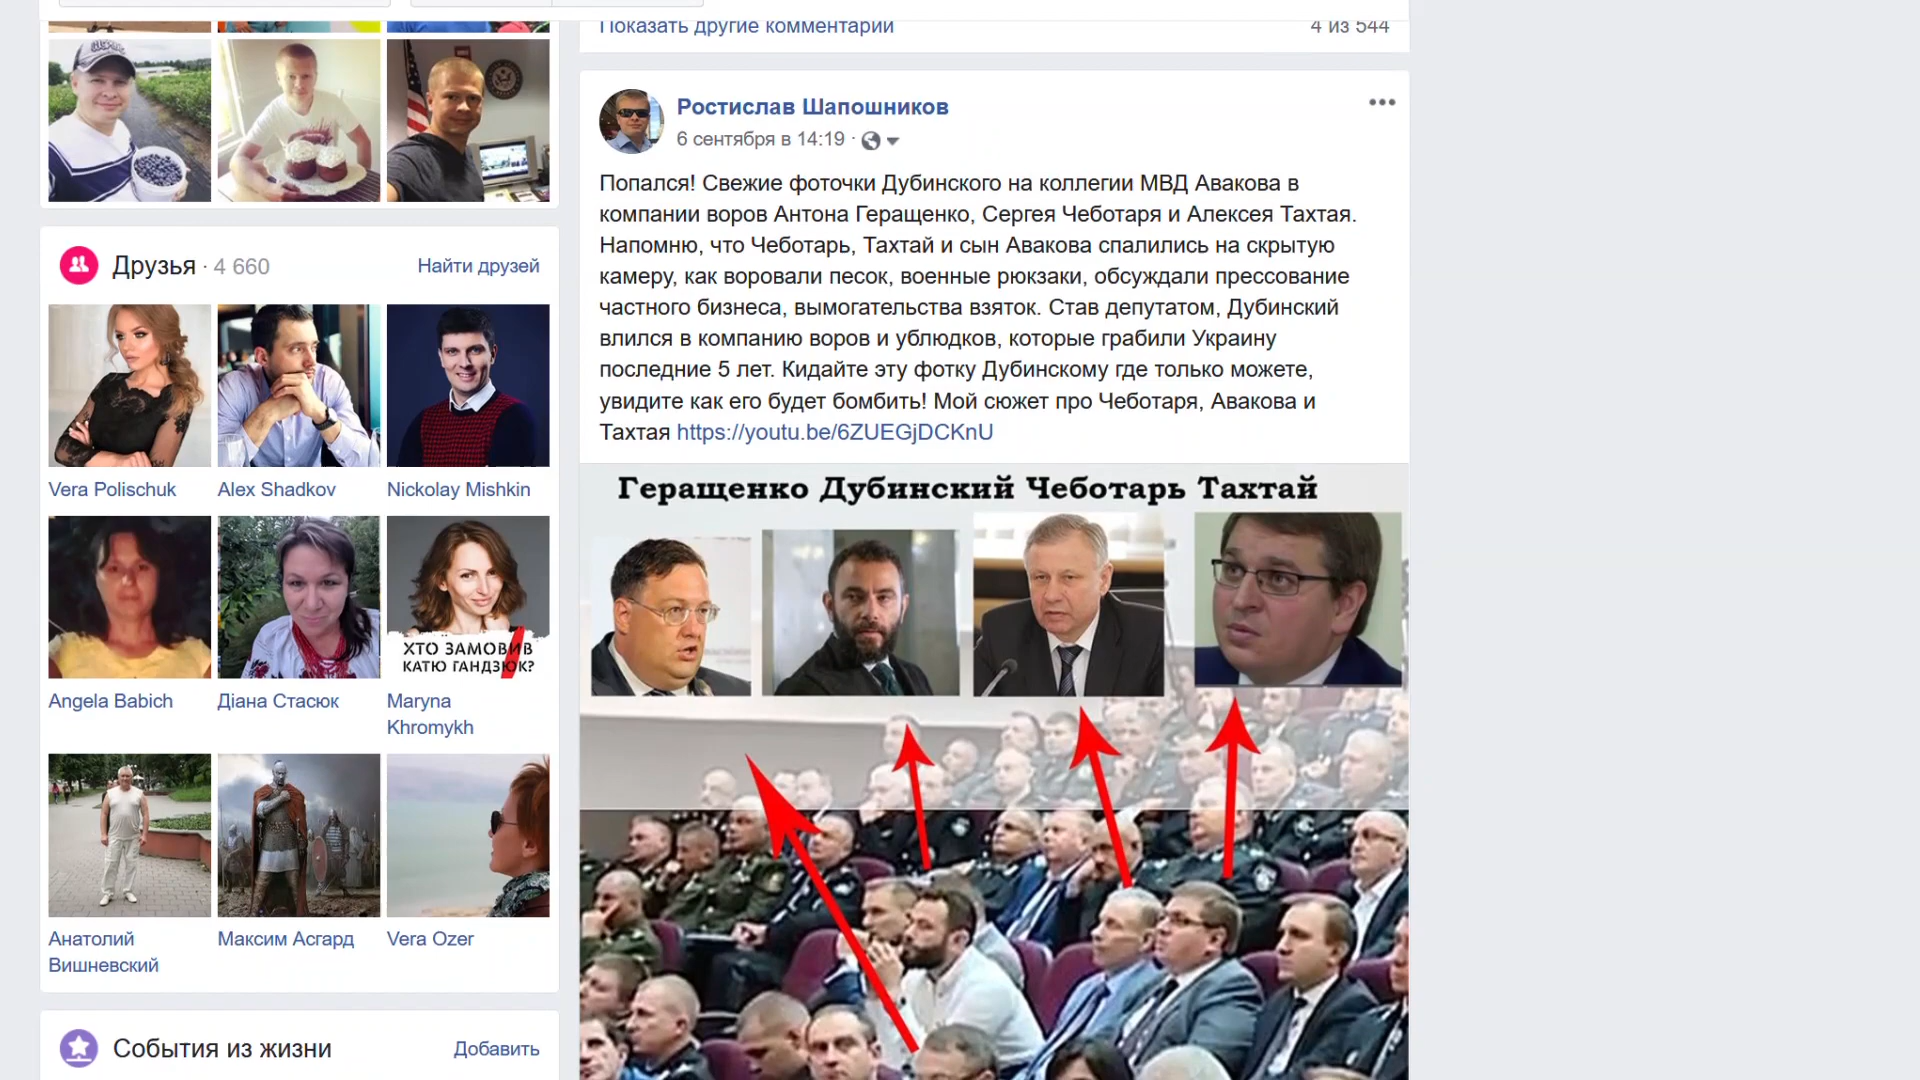 Показать другие комментарии
4 из 544
Ростислав Шапошников
6 сентября в 14:19 ·
Попался! Свежие фоточки Дубинского на коллегии МВД Авакова в
компании воров Антона Геращенко, Сергея Чеботаря и Алексея Тахтая.
Напомню, что Чеботарь, Тахтай и сын Авакова спалились на скрытую
камеру, как воровали песок, военные рюкзаки, обсуждали прессование
частного бизнеса, вымогательства взяток. Став депутатом, Дубинский
влился в компанию воров и ублюдков, которые грабили Украину
последние 5 лет. Кидайте эту фотку Дубинскому где только можете,
увидите как его будет бомбить! Мой сюжет про Чеботаря, Авакова и
Тахтая https://youtu.be/6ZUEGjDCKnU
Геращенко Дубинский Чеботарь Тахтай
Друзья · 4 660
Найти друзей
Vera Polischuk
Alex Shadkov
Nickolay Mishkin
ХТО ЗАМОВИВ
КАТЮ ГАНДЗЮК?
Angela Babich
Діана Стасюк
Maryna
Khromykh
Анатолий
Вишневский
Максим Асгард
Vera Ozer
События из жизни
Добавить